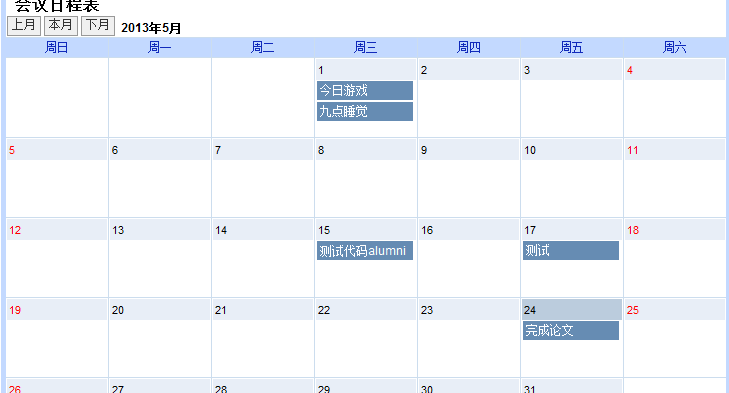 会议日程表
上月 本月 下月 2013年5月
周日 周一 周二 周三 周四 周五 周六
1 2 3 4
今日游戏
九点睡觉
5 6 7 8 9 10 11
12 13 14 15 16 17 18
测试代码alumni 测试
19 20 21 22 23 24 25
完成论文
26 27 28 29 30 31